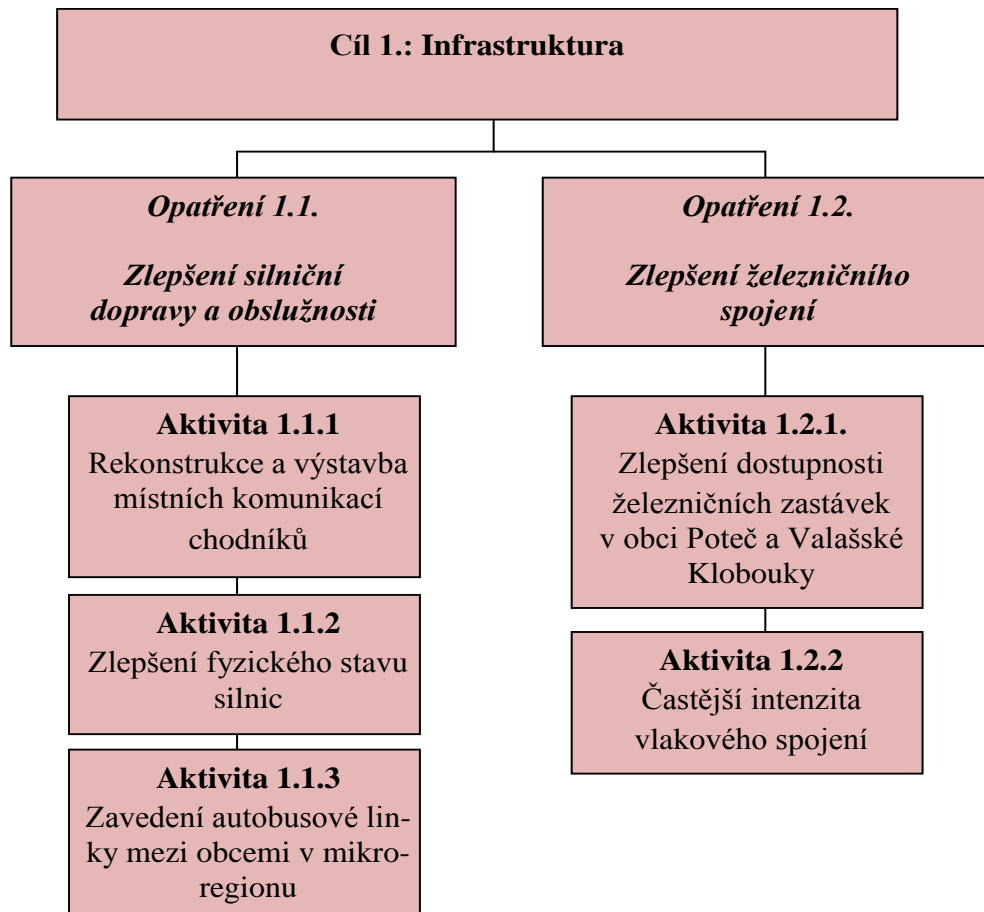 Cíl 1.: Infrastruktura
Opatření 1.1.
Zlepšení silniční
dopravy a obslužnosti
Aktivita 1.1.1
Rekonstrukce a výstavba
místních komunikací
chodníků
Aktivita 1.1.2
Zlepšení fyzického stavu
silnic
Aktivita 1.1.3
Zavedení autobusové lin-
ky mezi obcemi v mikro-
regionu
Opatření 1.2.
Zlepšení železničního
spojení
Aktivita 1.2.1.
Zlepšení dostupnosti
železničních zastávek
v obci Poteč a Valašské
Klobouky
Aktivita 1.2.2
Častější intenzita
vlakového spojení